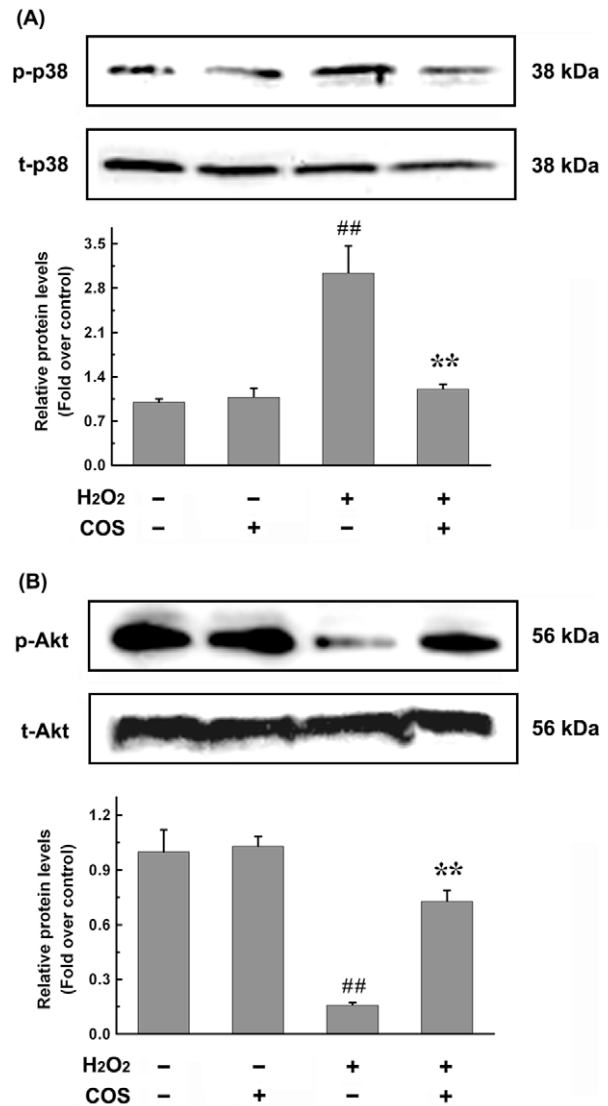 (A)
p-p38 38 kDa
t-p38 38 kDa
##
**
3.5
2.8
2.1
1.4
0.7
0.0
Relative protein levels
(Fold over control)
H2O2 – – + +
COS – + – +
(B)
p-Akt 56 kDa
t-Akt 56 kDa
**
##
1.2
0.9
0.6
0.3
0.0
Relative protein levels
(Fold over control)
H2O2 – – + +
COS – + – +